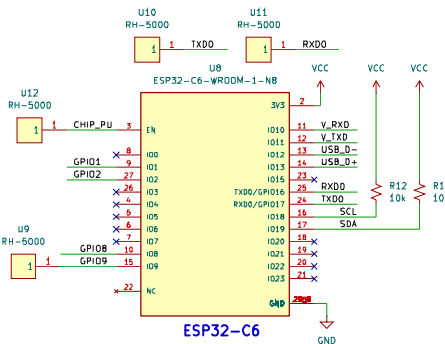 U10
RH-5000
1
1 TXD0
U11
RH-5000
1
1 RXD0
U12
RH-5000
1
1 CHIP_PU
U8
ESP32-C6-WROOM-1-N8
VCC
VCC
VCC
3V3 2
3 EN
8 IO0
GPIO1 9 IO1
GPIO2 27 IO2
26 IO3
4 IO4
5 IO5
6 IO6
7 IO7
GPIO8 10 IO8
GPIO9 15 IO9
22 NC
IO10 11 V_RXD
IO11 12 V_TXD
IO12 13 USB_D-
IO13 14 USB_D+
IO15 23
TXD0/GPIO16 25 RXD0
RXD0/GPIO17 24 TXD0
IO18 16 SCL
IO19 17 SDA
IO20 18
IO21 19
IO22 20
IO23 21
GND
R12
10k
R1
10
U9
RH-5000
1
1
ESP32-C6
GND